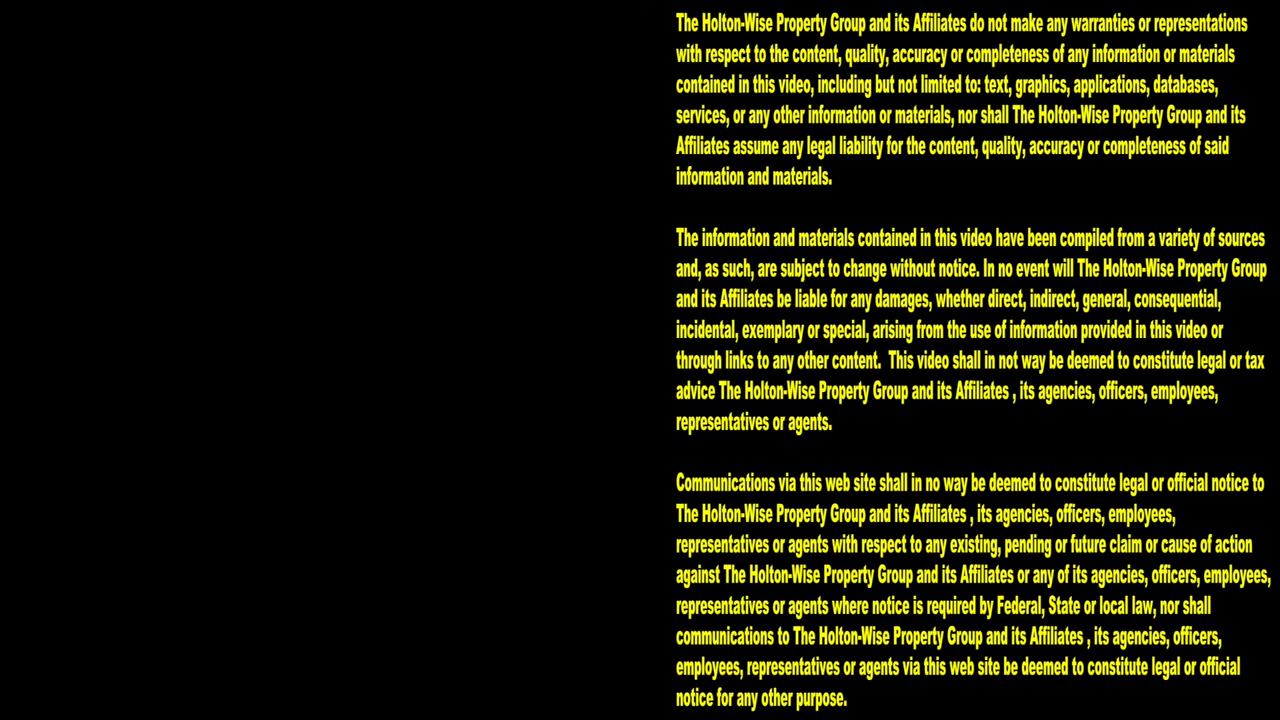 The Holton-Wise Property Group and its Affiliates do not make any warranties or representations
with respect to the content, quality, accuracy or completeness of any information or materials
contained in this video, including but not limited to: text, graphics, applications, databases,
services, or any other information or materials, nor shall The Holton-Wise Property Group and its
Affiliates assume any legal liability for the content, quality, accuracy or completeness of said
information and materials.
The information and materials contained in this video have been compiled from a variety of sources
and, as such, are subject to change without notice. In no event will The Holton-Wise Property Group
and its Affiliates be liable for any damages, whether direct, indirect, general, consequential,
incidental, exemplary or special, arising from the use of information provided in this video or
through links to any other content.  This video shall in not way be deemed to constitute legal or tax
advice The Holton-Wise Property Group and its Affiliates , its agencies, officers, employees,
representatives or agents.
Communications via this web site shall in no way be deemed to constitute legal or official notice to
The Holton-Wise Property Group and its Affiliates , its agencies, officers, employees,
representatives or agents with respect to any existing, pending or future claim or cause of action
against The Holton-Wise Property Group and its Affiliates or any of its agencies, officers, employees,
representatives or agents where notice is required by Federal, State or local law, nor shall
communications to The Holton-Wise Property Group and its Affiliates , its agencies, officers,
employees, representatives or agents via this web site be deemed to constitute legal or official
notice for any other purpose.